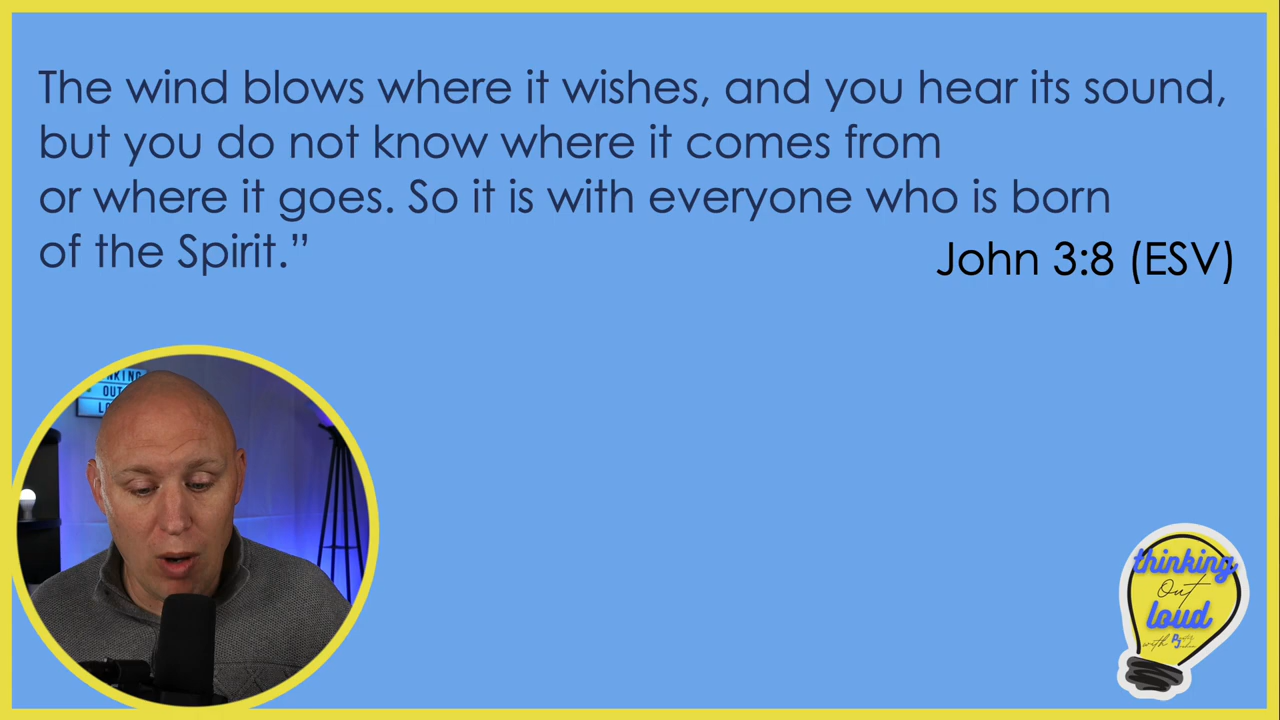 The wind blows where it wishes, and you hear its sound,
but you do not know where it comes from
or where it goes. So it is with everyone who is born
of the Spirit.”
John 3:8 (ESV)
OUT
thinking
out
loud
with